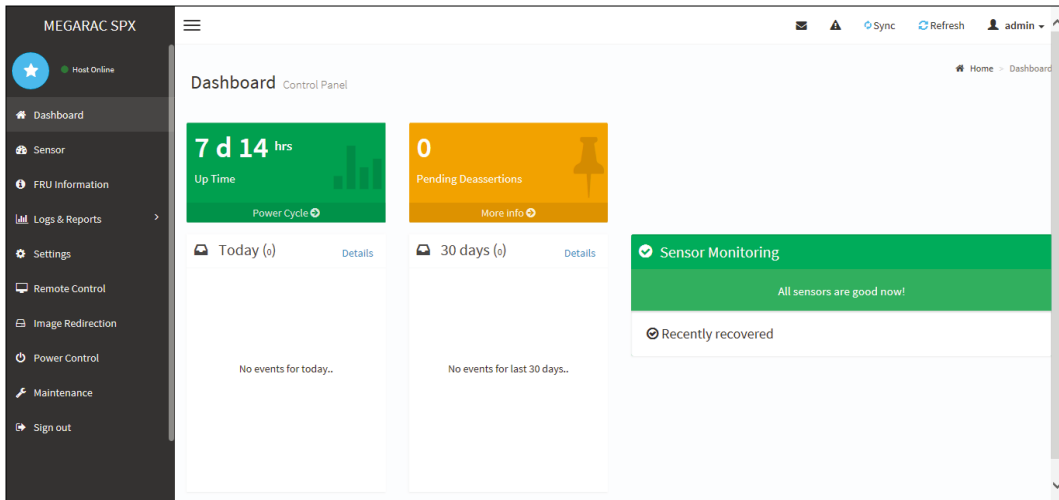 MEGARAC SPX
Host Online
Dashboard
Sensor
FRU Information
Logs & Reports
Settings
Remote Control
Image Redirection
Power Control
Maintenance
Sign out
Sync Refresh admin
Dashboard Control Panel
Home > Dashboard
7 d 14 hrs
Up Time
Power Cycle
0
Pending Deassertions
More info
Today (0) Details
No events for today..
30 days (0) Details
No events for last 30 days..
Sensor Monitoring
All sensors are good now!
Recently recovered